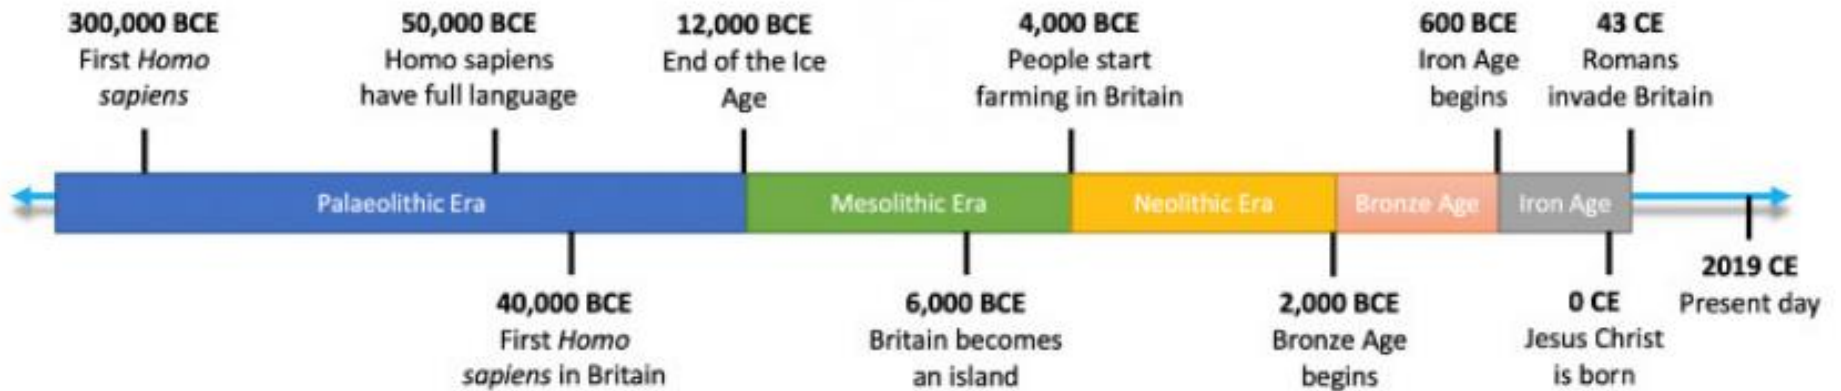 300,000 BCE
First Homo
sapiens
50,000 BCE
Homo sapiens
have full language
12,000 BCE
End of the Ice
Age
4,000 BCE
People start
farming in Britain
600 BCE
Iron Age
begins
43 CE
Romans
invade Britain
Palaeolithic Era
Mesolithic Era
Neolithic Era
Bronze Age
Iron Age
40,000 BCE
First Homo
sapiens in Britain
6,000 BCE
Britain becomes
an island
2,000 BCE
Bronze Age
begins
0 CE
Jesus Christ
is born
2019 CE
Present day